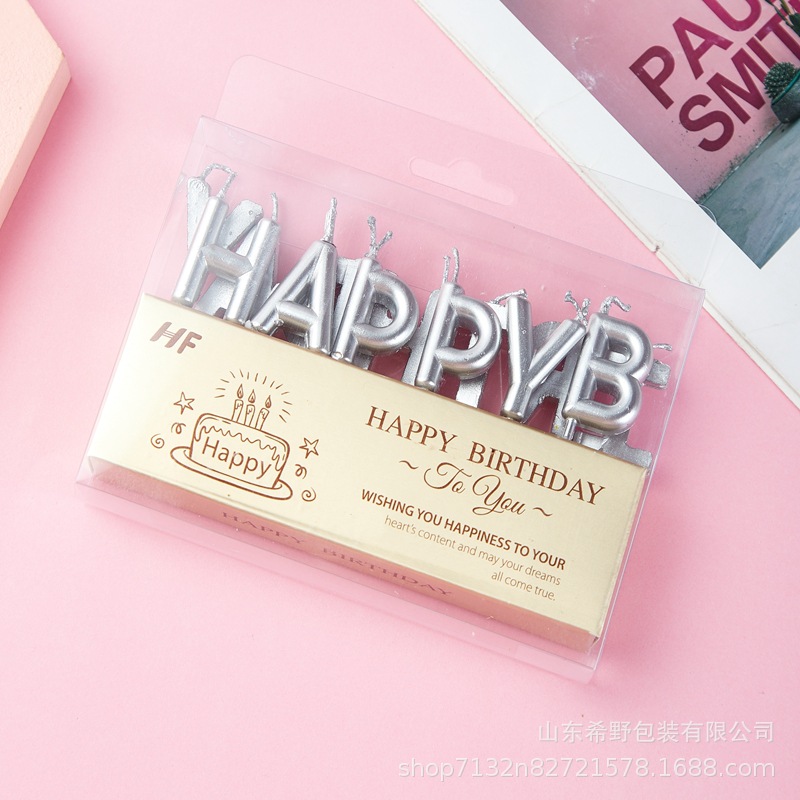 PAU
SMIT
HAPPYB
HF
Happy
HAPPY BIRTHDAY
~To You~
WISHING YOU HAPPINESS TO YOUR
heart's content and may your dreams
all come true.
HAPPY BIRTHDAY
山东希野包装有限公司
shop7132n82721578.1688.com